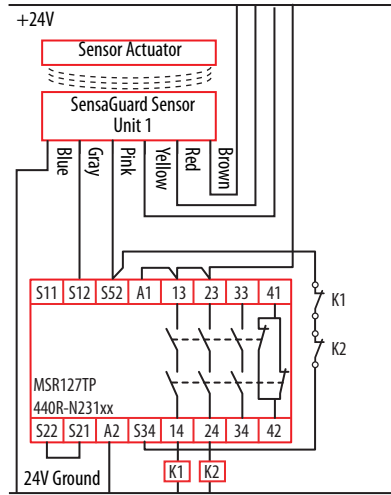 +24V
Sensor Actuator
SensaGuard Sensor
Unit 1
Blue
Gray
Pink
Yellow
Red
Brown
S11 S12 S52 A1 13 23 33 41
K1
K2
MSR127TP
440R-N231xx
S22 S21 A2 S34 14 24 34 42
K1 K2
24V Ground